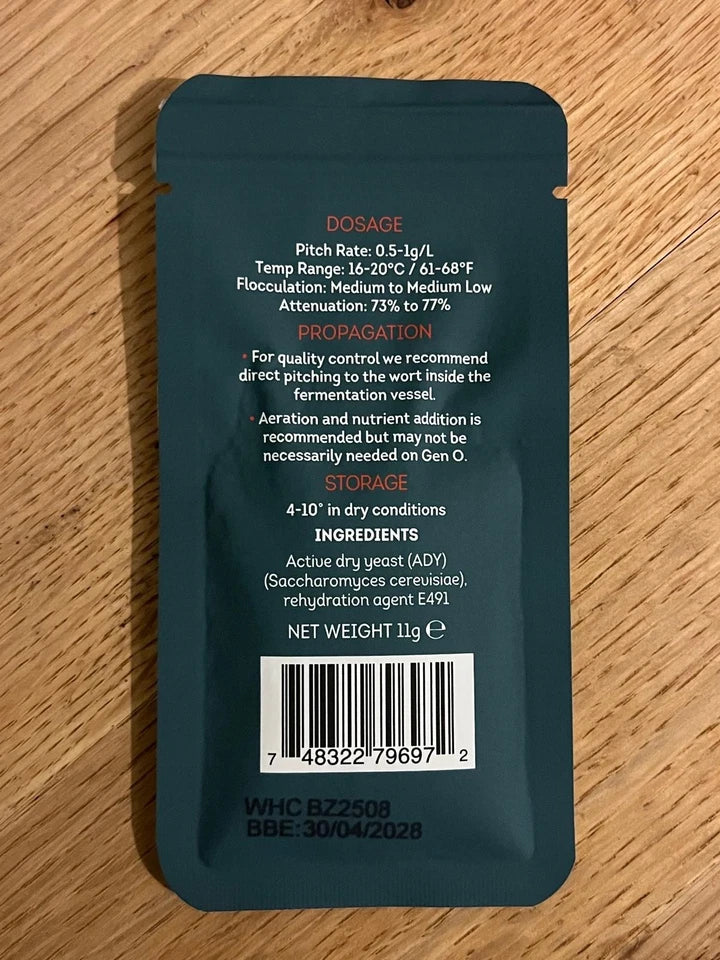 DOSAGE
Pitch Rate: 0.5-1g/L
Temp Range: 16-20°C / 61-68°F
Flocculation: Medium to Medium Low
Attenuation: 73% to 77%
PROPAGATION
• For quality control we recommend
direct pitching to the wort inside the
fermentation vessel.
• Aeration and nutrient addition is
recommended but may not be
necessarily needed on Gen 0.
STORAGE
4-10° in dry conditions
INGREDIENTS
Active dry yeast (ADY)
(Saccharomyces cereuisiae),
rehydration agent E491
NET WEIGHT 11g ℮
7 48322 79697 2
WHC BZ2508
BBE:30/04/2028